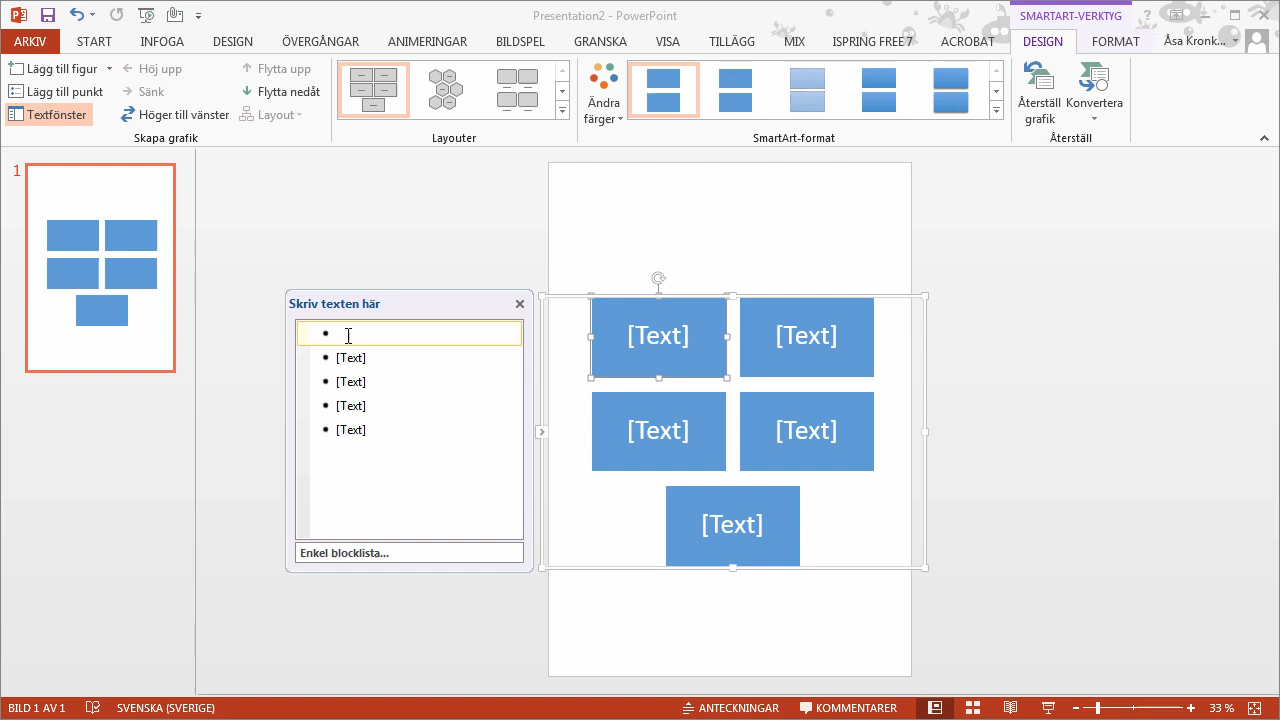 Presentation2 - PowerPoint
SMARTART-VERKTYG
?
ARKIV START INFOGA DESIGN ÖVERGÅNGAR ANIMERINGAR BILDSPEL GRANSKA VISA TILLÄGG MIX ISPRING FREE 7 ACROBAT DESIGN FORMAT Åsa Kronk...
Lägg till figur Höj upp Flytta upp
Lägg till punkt Sänk Flytta nedåt
Textfönster Höger till vänster Layout
Ändra färger
Återställ grafik
Konvertera
Skapa grafik Layouter SmartArt-format Återställ
1
Skriv texten här
[Text]
[Text]
[Text]
[Text]
Enkel blocklista...
[Text] [Text]
[Text] [Text]
[Text]
BILD 1 AV 1 SVENSKA (SVERIGE) ANTECKNINGAR KOMMENTARER 33 %